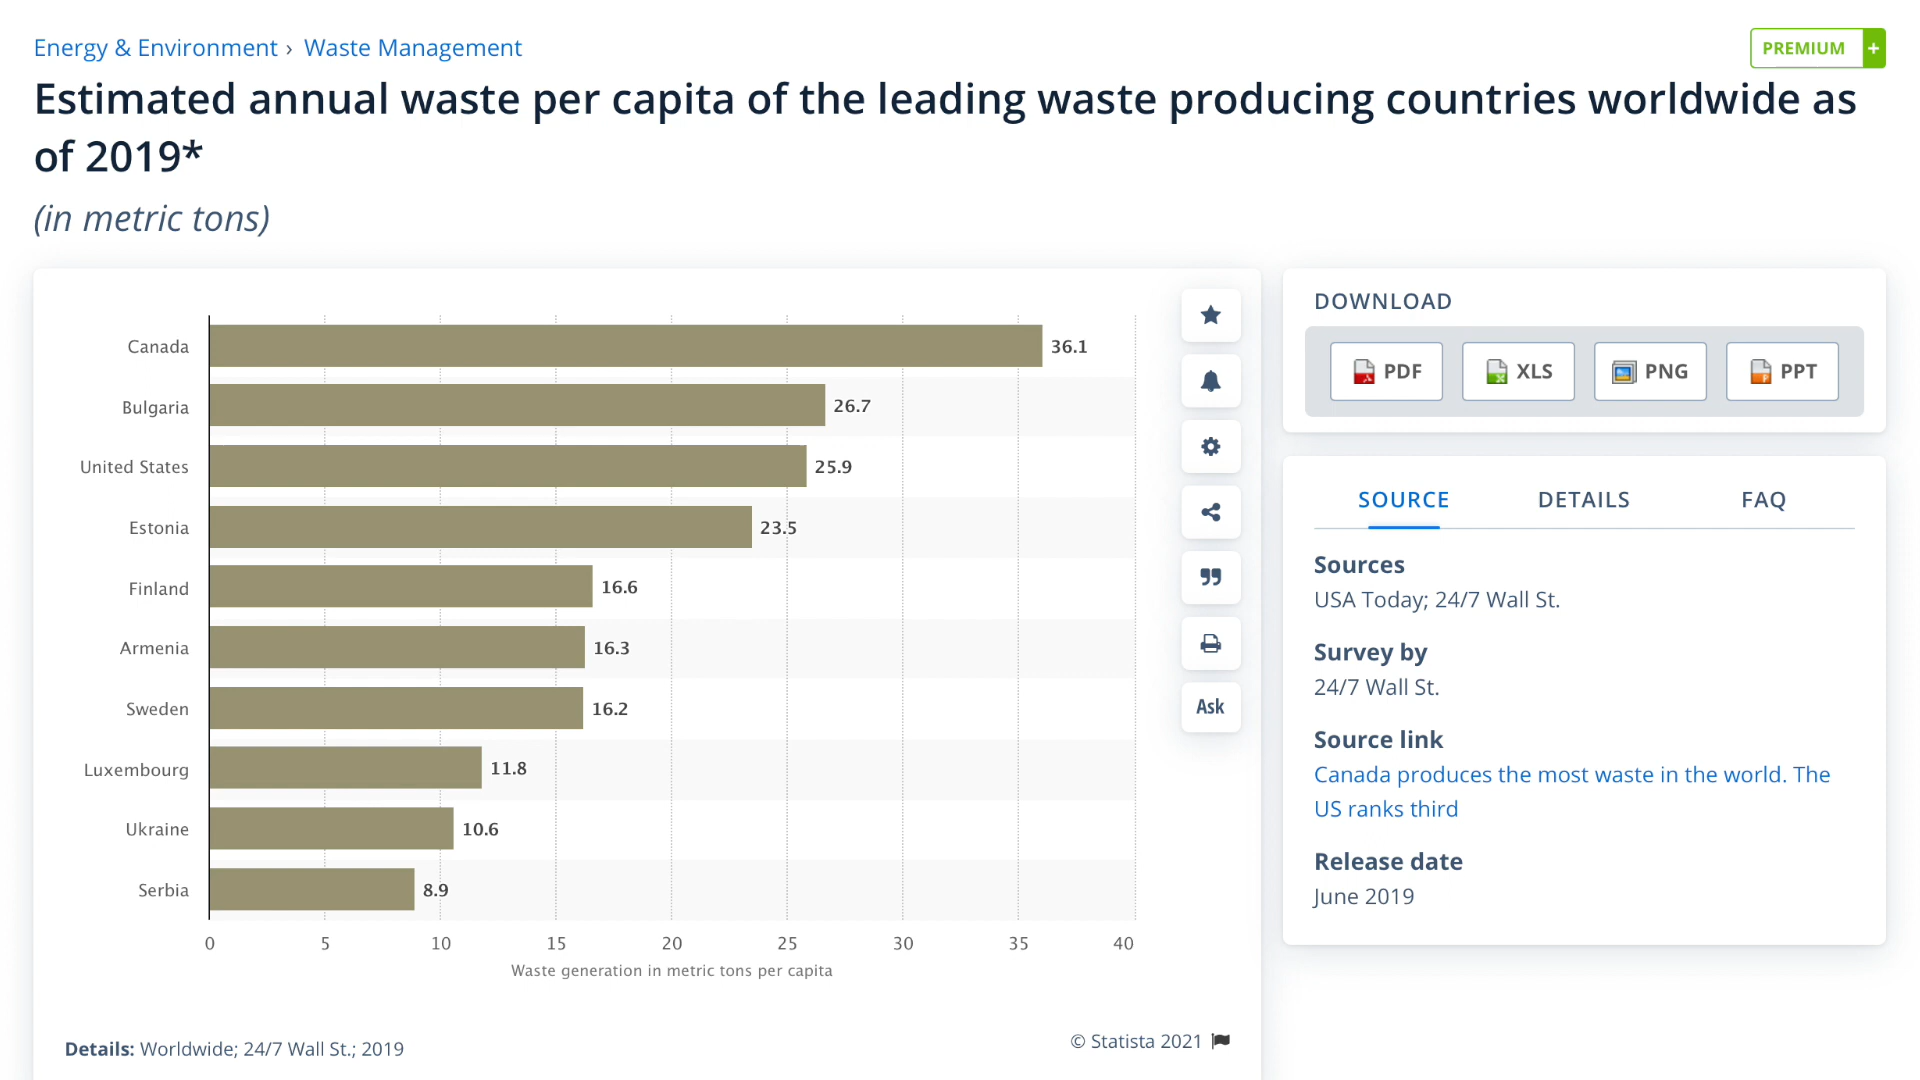 Energy & Environment › Waste Management
PREMIUM +
Estimated annual waste per capita of the leading waste producing countries worldwide as
of 2019*
(in metric tons)
Canada 36.1
Bulgaria 26.7
United States 25.9
Estonia 23.5
Finland 16.6
Armenia 16.3
Sweden 16.2
Luxembourg 11.8
Ukraine 10.6
Serbia 8.9
0 5 10 15 20 25 30 35 40
Waste generation in metric tons per capita
Details: Worldwide; 24/7 Wall St.; 2019
© Statista 2021
Ask
DOWNLOAD
PDF XLS PNG PPT
SOURCE DETAILS FAQ
Sources
USA Today; 24/7 Wall St.
Survey by
24/7 Wall St.
Source link
Canada produces the most waste in the world. The
US ranks third
Release date
June 2019